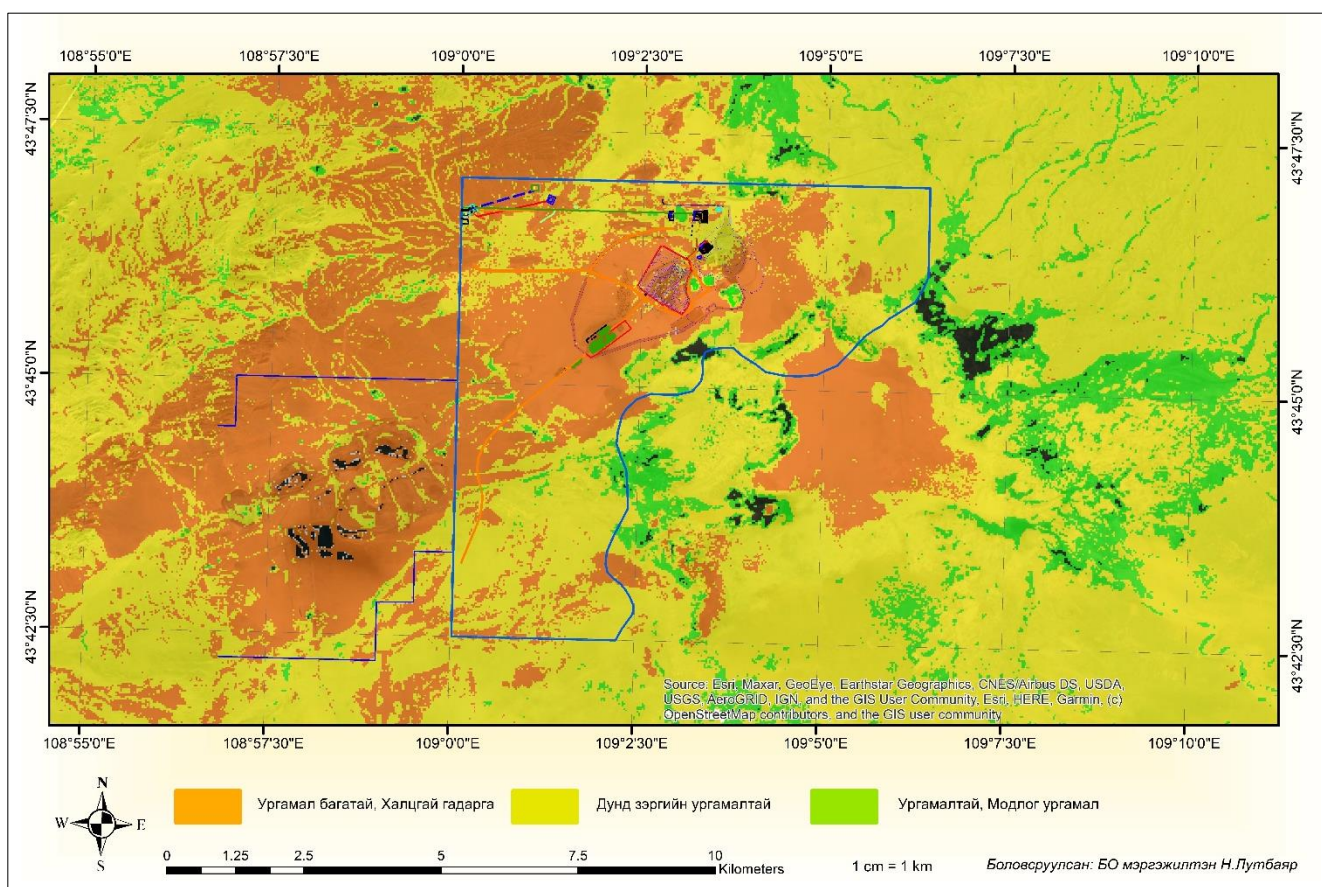 108°55'0"E 108°57'30"E 109°0'0"E 109°2'30"E 109°5'0"E 109°7'30"E 109°10'0"E
43°47'30"N 43°47'30"N
43°45'0"N 43°45'0"N
43°42'30"N 43°42'30"N
Source: Esri, Maxar, GeoEye, Earthstar Geographics, CNES/Airbus DS, USDA,
USGS, AeroGRID, IGN, and the GIS User Community, Esri, HERE, Garmin, (c)
OpenStreetMap contributors, and the GIS user community
108°55'0"E 108°57'30"E 109°0'0"E 109°2'30"E 109°5'0"E 109°7'30"E 109°10'0"E
N
W E
S
Ургамал багатай, Халцгай гадарга Дунд зэргийн ургамалтай Ургамалтай, Модлог ургамал
0 1.25 2.5 5 7.5 10
Kilometers
1 cm = 1 km
Боловсруулсан: БО мэргэжилтэн Н.Лутбаяр